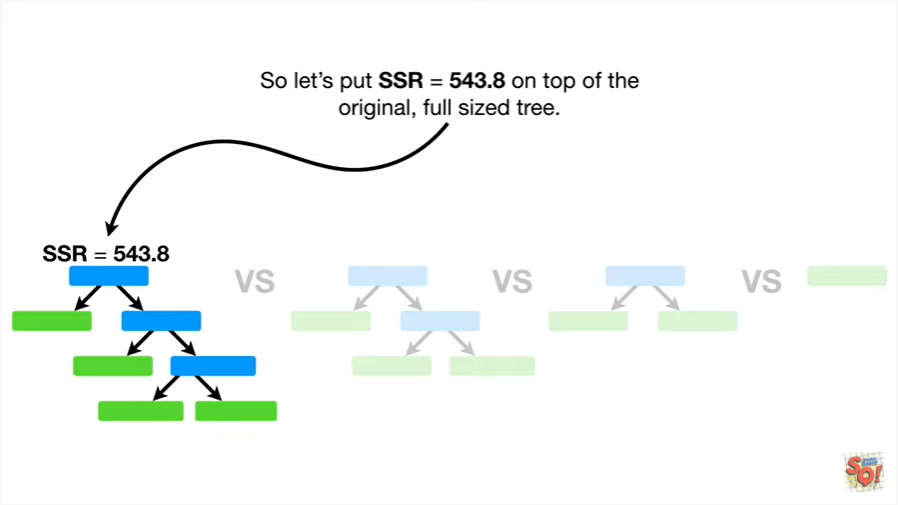 So let's put SSR = 543.8 on top of the
original, full sized tree.
SSR = 543.8
VS
VS
VS
SQ!